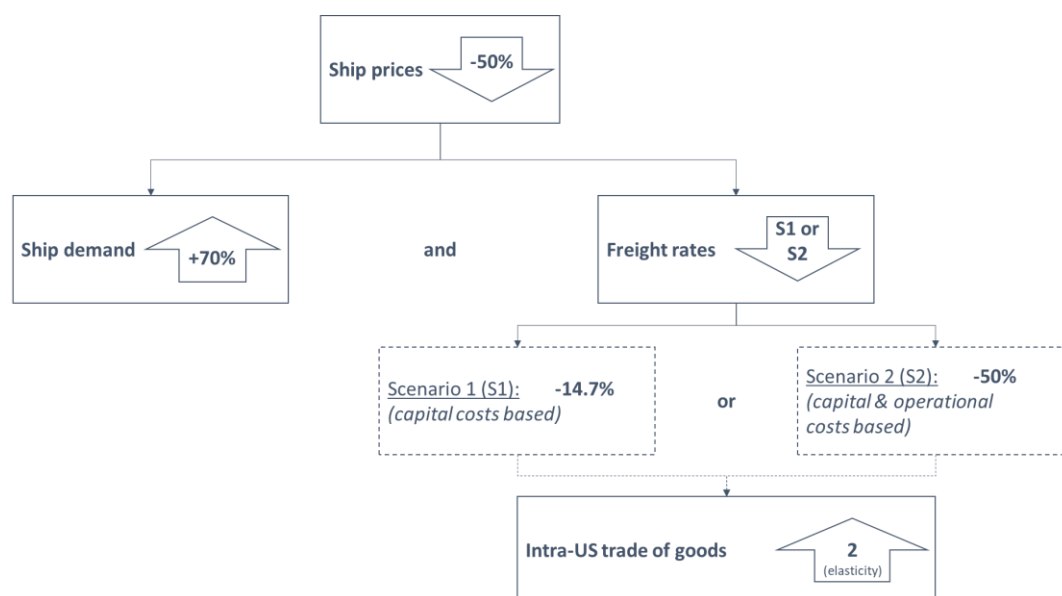 Ship prices
-50%
Ship demand
+70%
and
Freight rates
S1 or
S2
Scenario 1 (S1): -14.7%
(capital costs based)
or
Scenario 2 (S2): -50%
(capital & operational
costs based)
Intra-US trade of goods
2
(elasticity)